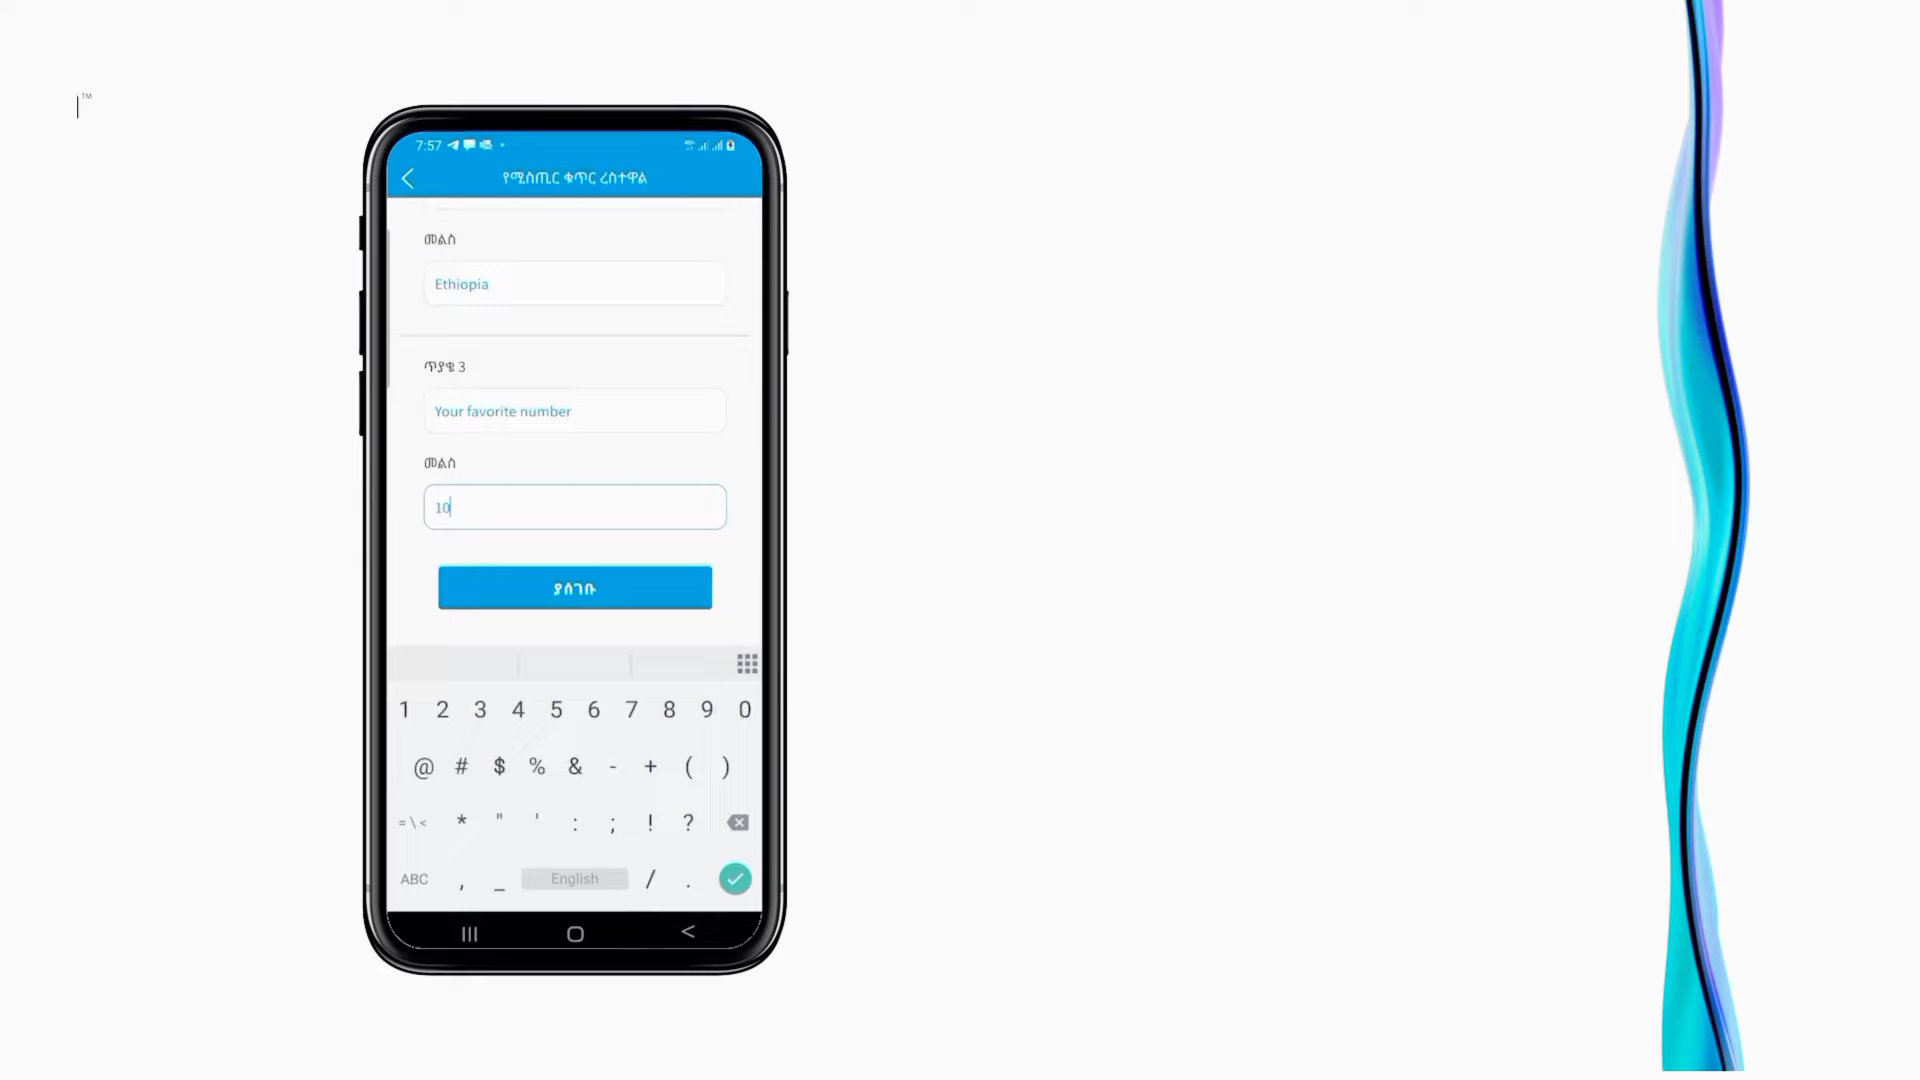 ™
7:57
የሚስጢር ቁጥር ረስተዋል
መልስ
Ethiopia
ጥያቄ 3
Your favorite number
መልስ
10
ያስገቡ
1 2 3 4 5 6 7 8 9 0
@ # $ % & - + ( )
= \ < * " ' : ; ! ?
ABC , _ English / .